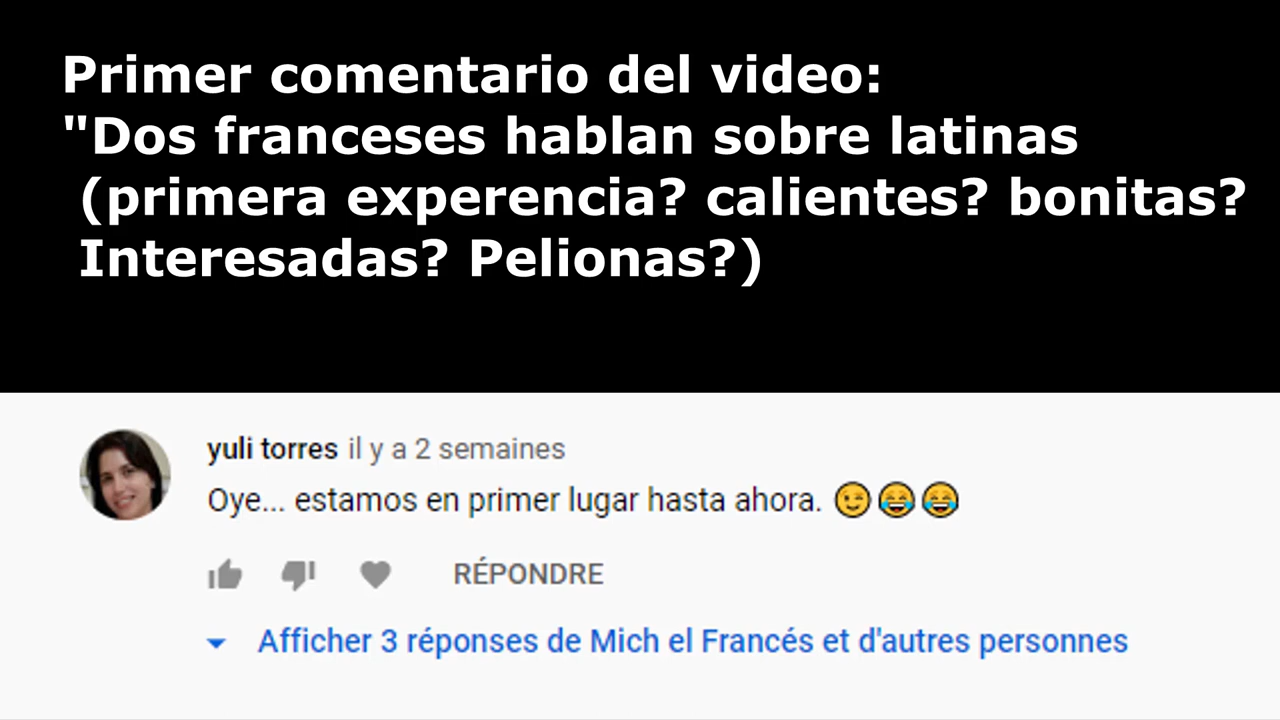 Primer comentario del video:
"Dos franceses hablan sobre latinas
(primera experencia? calientes? bonitas?
Interesadas? Pelionas?)
yuli torres il y a 2 semaines
Oye... estamos en primer lugar hasta ahora. 😉😂😂
RÉPONDRE
Afficher 3 réponses de Mich el Francés et d'autres personnes